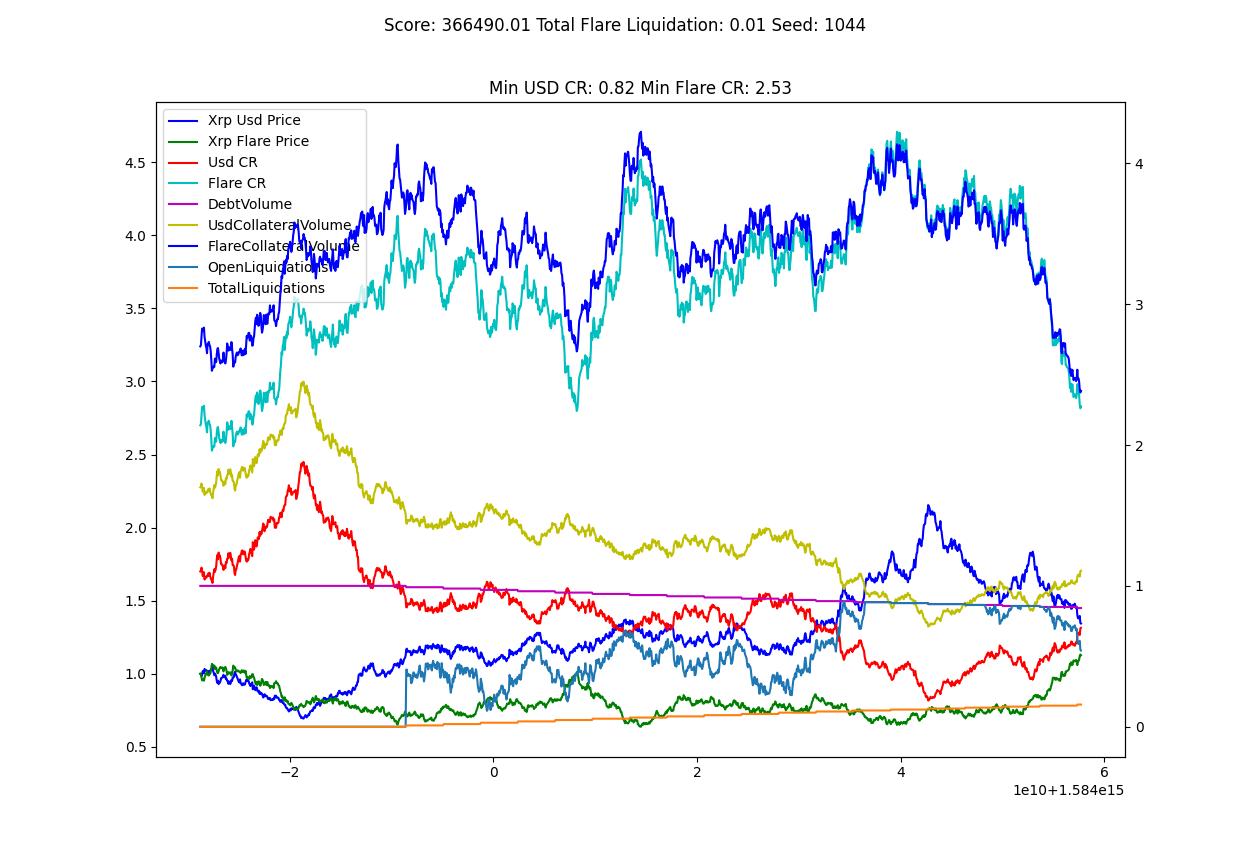 Score: 366490.01 Total Flare Liquidation: 0.01 Seed: 1044
Min USD CR: 0.82 Min Flare CR: 2.53
Xrp Usd Price
Xrp Flare Price
Usd CR
Flare CR
DebtVolume
UsdCollateralVolume
FlareCollateralVolume
OpenLiquidations
TotalLiquidations
4.5
4.0
3.5
3.0
2.5
2.0
1.5
1.0
0.5
4
3
2
1
0
−2
0
2
4
6
1e10+1.584e15